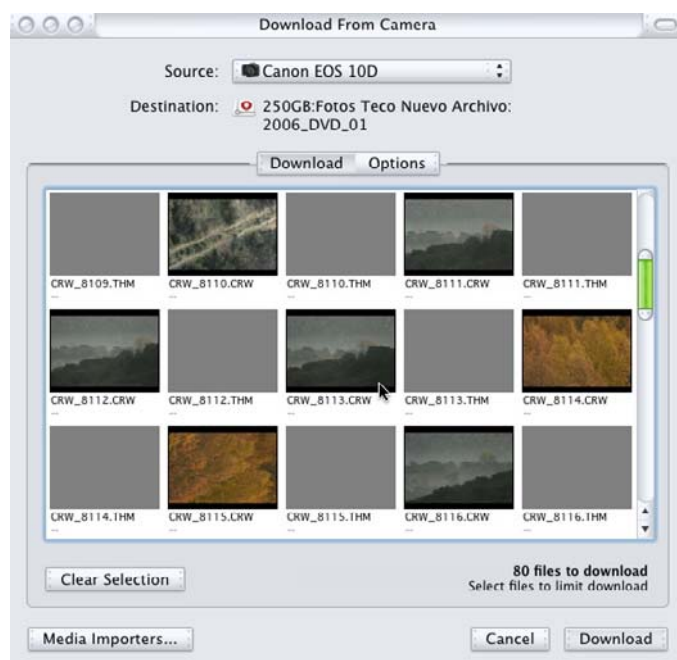 Download From Camera
Source: Canon EOS 10D
Destination: 250GB:Fotos Teco Nuevo Archivo:
2006_DVD_01
Download Options
CRW_8109.THM CRW_8110.CRW CRW_8110.THM CRW_8111.CRW CRW_8111.THM
... ... ... ... ...
CRW_8112.CRW CRW_8112.THM CRW_8113.CRW CRW_8113.THM CRW_8114.CRW
... ... ... ... ...
CRW_8114.THM CRW_8115.CRW CRW_8115.THM CRW_8116.CRW CRW_8116.THM
... ... ... ... ...
Clear Selection
80 files to download
Select files to limit download
Media Importers... Cancel Download